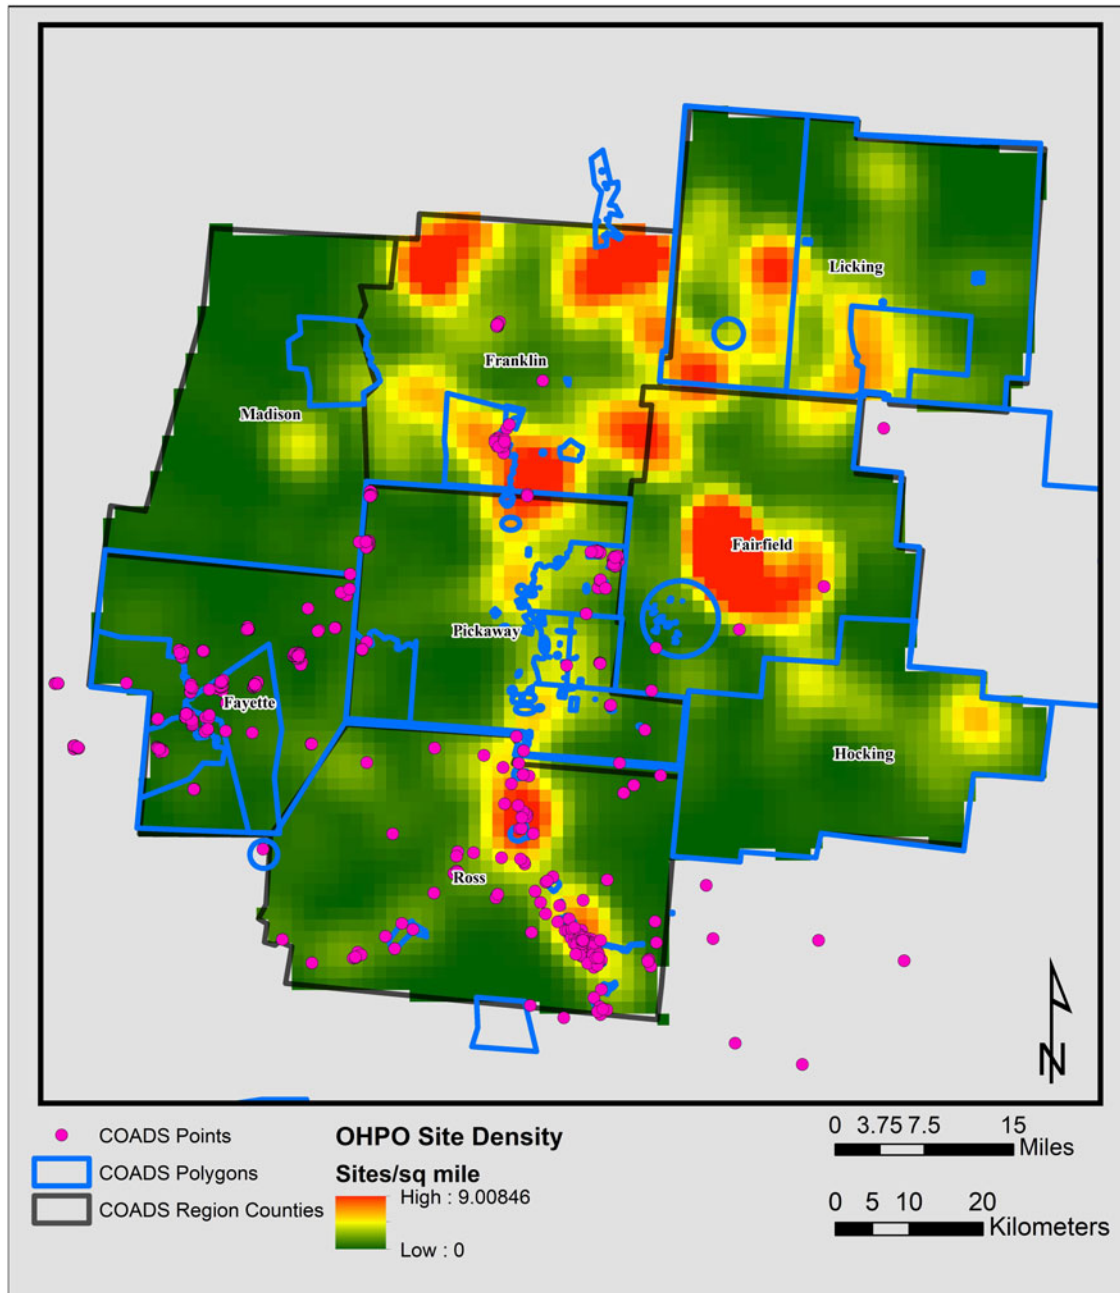 Licking
Franklin
Madison
Fairfield
Pickaway
Fayette
Hocking
Ross
N
COADS Points
COADS Polygons
COADS Region Counties
OHPO Site Density
Sites/sq mile
High : 9.00846
Low : 0
0 3.75 7.5 15
Miles
0 5 10 20
Kilometers